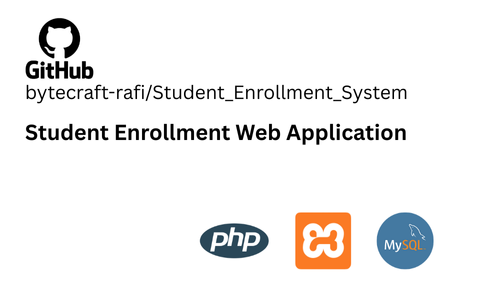 GitHub
bytecraft-rafi/Student_Enrollment_System
Student Enrollment Web Application
php
MySQL